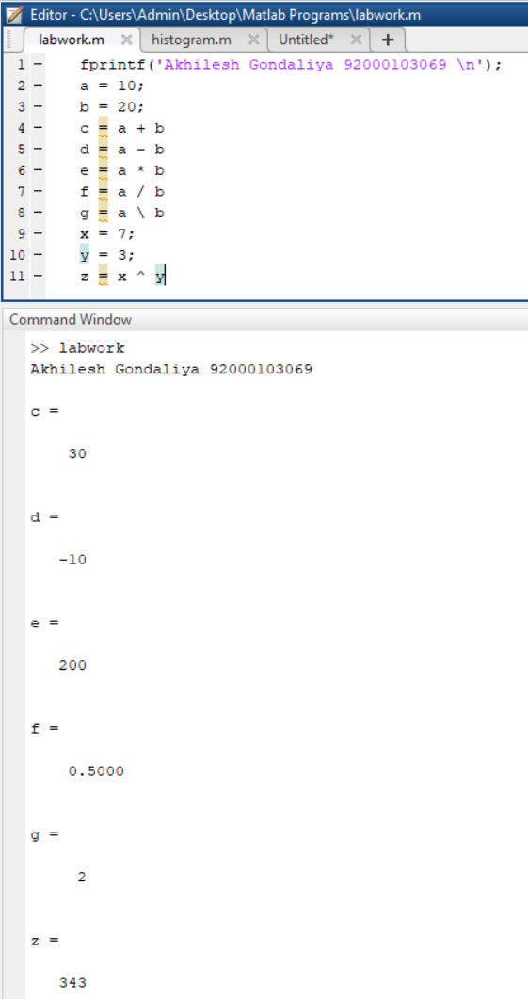 Editor - C:\Users\Admin\Desktop\Matlab Programs\labwork.m
labwork.m × histogram.m × Untitled* × +
1 – fprintf('Akhilesh Gondaliya 92000103069 \n');
2 – a = 10;
3 – b = 20;
4 – c = a + b
5 – d = a - b
6 – e = a * b
7 – f = a / b
8 – g = a \ b
9 – x = 7;
10 – y = 3;
11 – z = x ^ y
Command Window
>> labwork
Akhilesh Gondaliya 92000103069
c =
30
d =
-10
e =
200
f =
0.5000
g =
2
z =
343